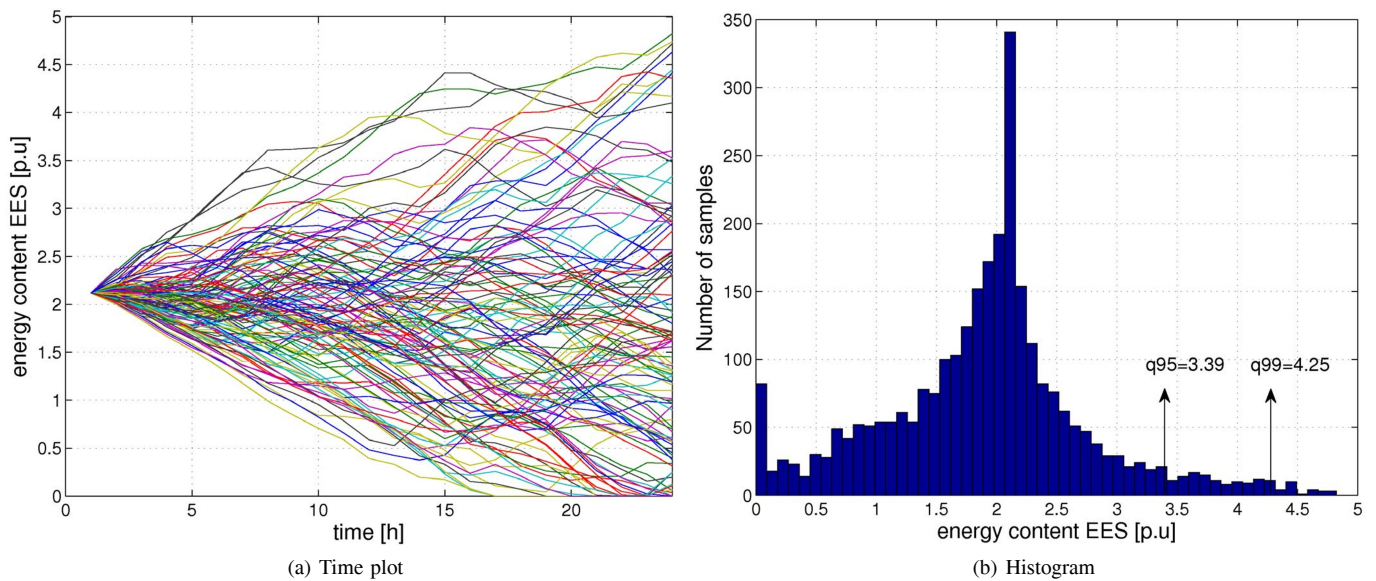 5
4.5
4
3.5
3
2.5
2
1.5
1
0.5
0
energy content EES [p.u]
0 5 10 15 20
time [h]
(a) Time plot
350
300
250
200
150
100
50
0
Number of samples
q95=3.39 q99=4.25
0 0.5 1 1.5 2 2.5 3 3.5 4 4.5 5
energy content EES [p.u]
(b) Histogram